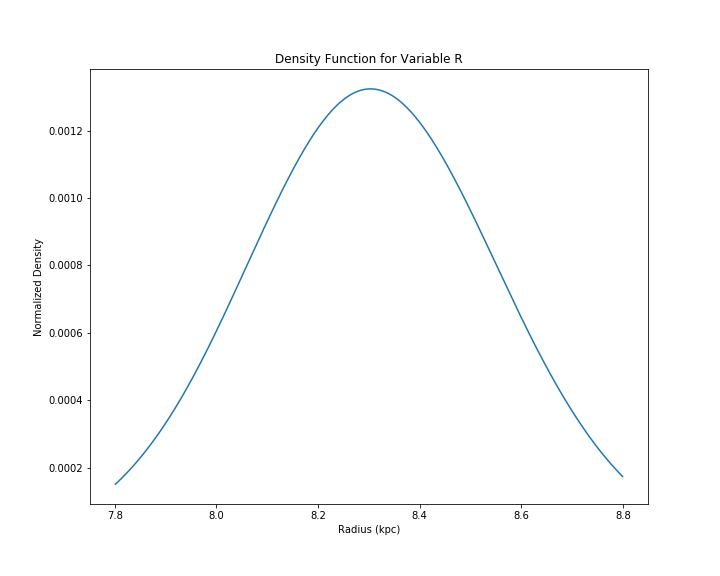 Density Function for Variable R
0.0012
0.0010
0.0008
0.0006
0.0004
0.0002
Normalized Density
7.8 8.0 8.2 8.4 8.6 8.8
Radius (kpc)